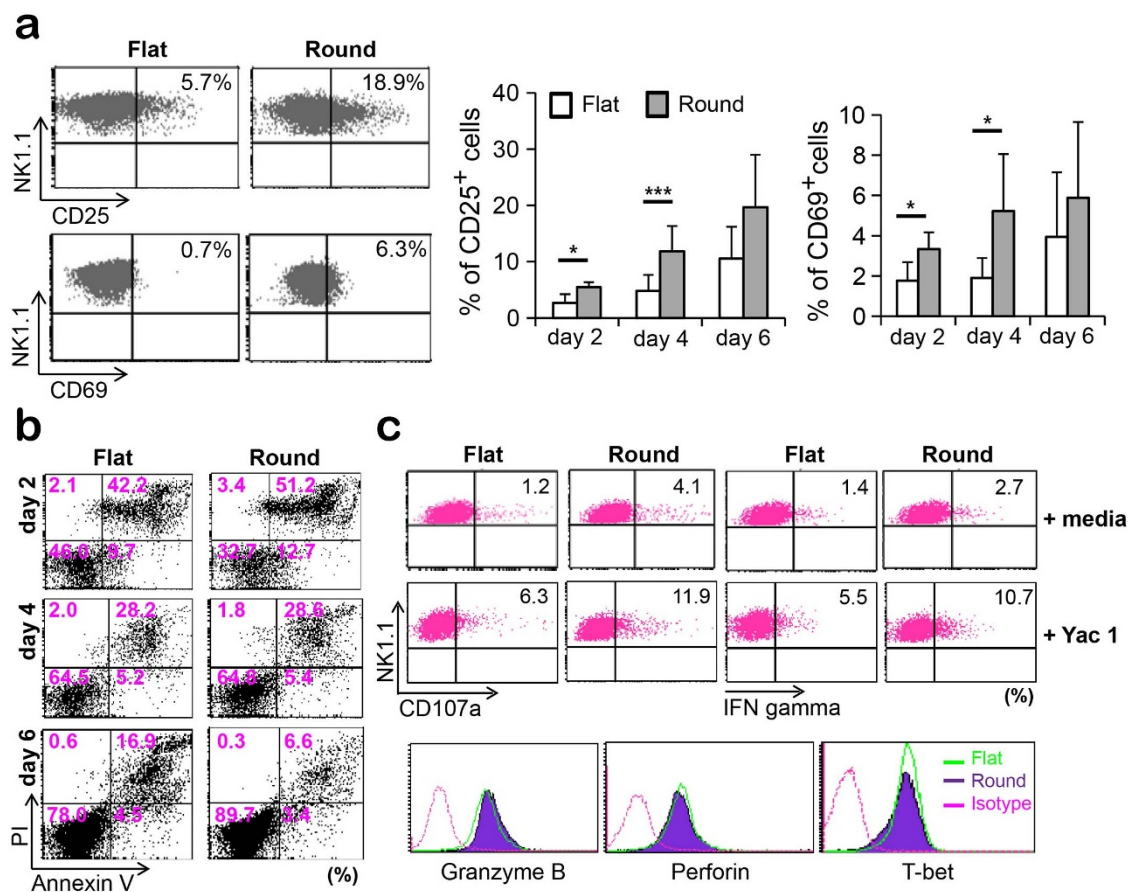 a
Flat Round
5.7% 18.9%
NK1.1
CD25
0.7% 6.3%
NK1.1
CD69
Flat Round
% of CD25+ cells
40
30
20
10
0
* *** 
day 2 day 4 day 6
% of CD69+ cells
10
8
6
4
2
0
* *
day 2 day 4 day 6
b
Flat Round
day 2
2.1 42.2 3.4 51.2
46.0 9.7 32.7 12.7
day 4
2.0 28.2 1.8 28.6
64.5 5.2 5.4
day 6
0.6 16.9 0.3 6.6
78.0 4.5 89.7 3.4
PI
Annexin V (%)
c
Flat Round Flat Round
1.2 4.1 1.4 2.7 + media
6.3 11.9 5.5 10.7 + Yac 1
NK1.1
CD107a IFN gamma (%)
Flat
Round
Isotype
Granzyme B Perforin T-bet